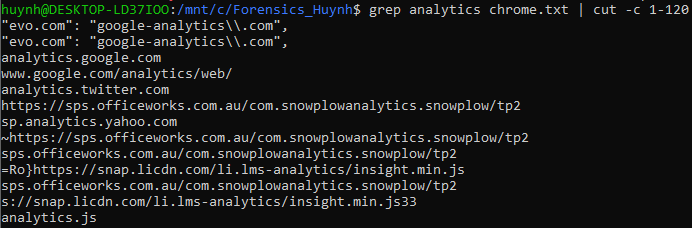 huynh@DESKTOP-LD37IOO:/mnt/c/Forensics_Huynh$ grep analytics chrome.txt | cut -c 1-120
"evo.com": "google-analytics\\.com",
"evo.com": "google-analytics\\.com",
analytics.google.com
www.google.com/analytics/web/
analytics.twitter.com
https://sps.officeworks.com.au/com.snowplowanalytics.snowplow/tp2
sp.analytics.yahoo.com
~https://sps.officeworks.com.au/com.snowplowanalytics.snowplow/tp2
sps.officeworks.com.au/com.snowplowanalytics.snowplow/tp2
=Ro}https://snap.licdn.com/li.lms-analytics/insight.min.js
sps.officeworks.com.au/com.snowplowanalytics.snowplow/tp2
s://snap.licdn.com/li.lms-analytics/insight.min.js33
analytics.js